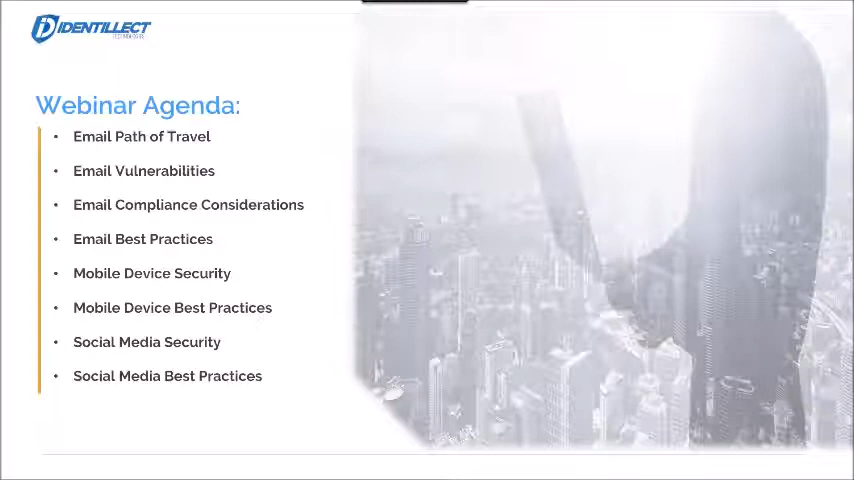 IDENTILLECT
TECHNOLOGIES
Webinar Agenda:
• Email Path of Travel
• Email Vulnerabilities
• Email Compliance Considerations
• Email Best Practices
• Mobile Device Security
• Mobile Device Best Practices
• Social Media Security
• Social Media Best Practices